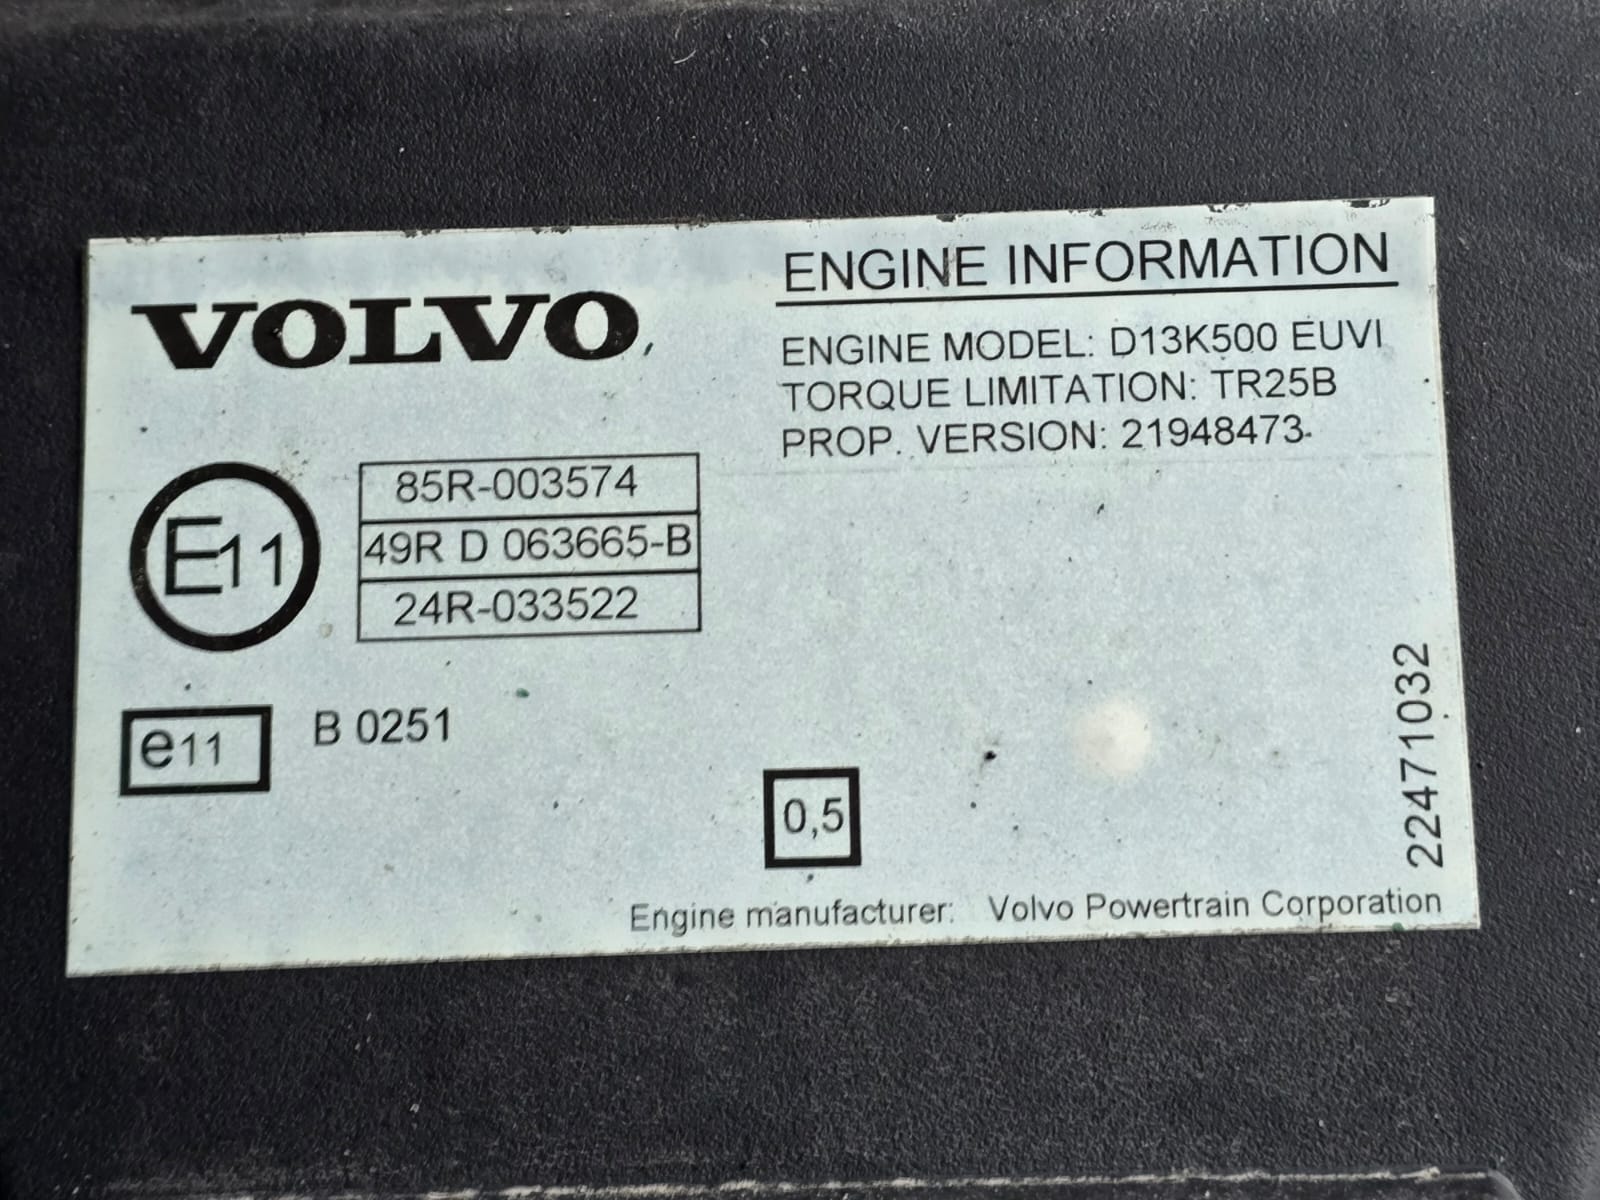 VOLVO
ENGINE INFORMATION
ENGINE MODEL: D13K500 EUVI
TORQUE LIMITATION: TR25B
PROP. VERSION: 21948473
E11
85R-003574
49R D 063665-B
24R-033522
e11
B 0251
0,5
22471032
Engine manufacturer: Volvo Powertrain Corporation